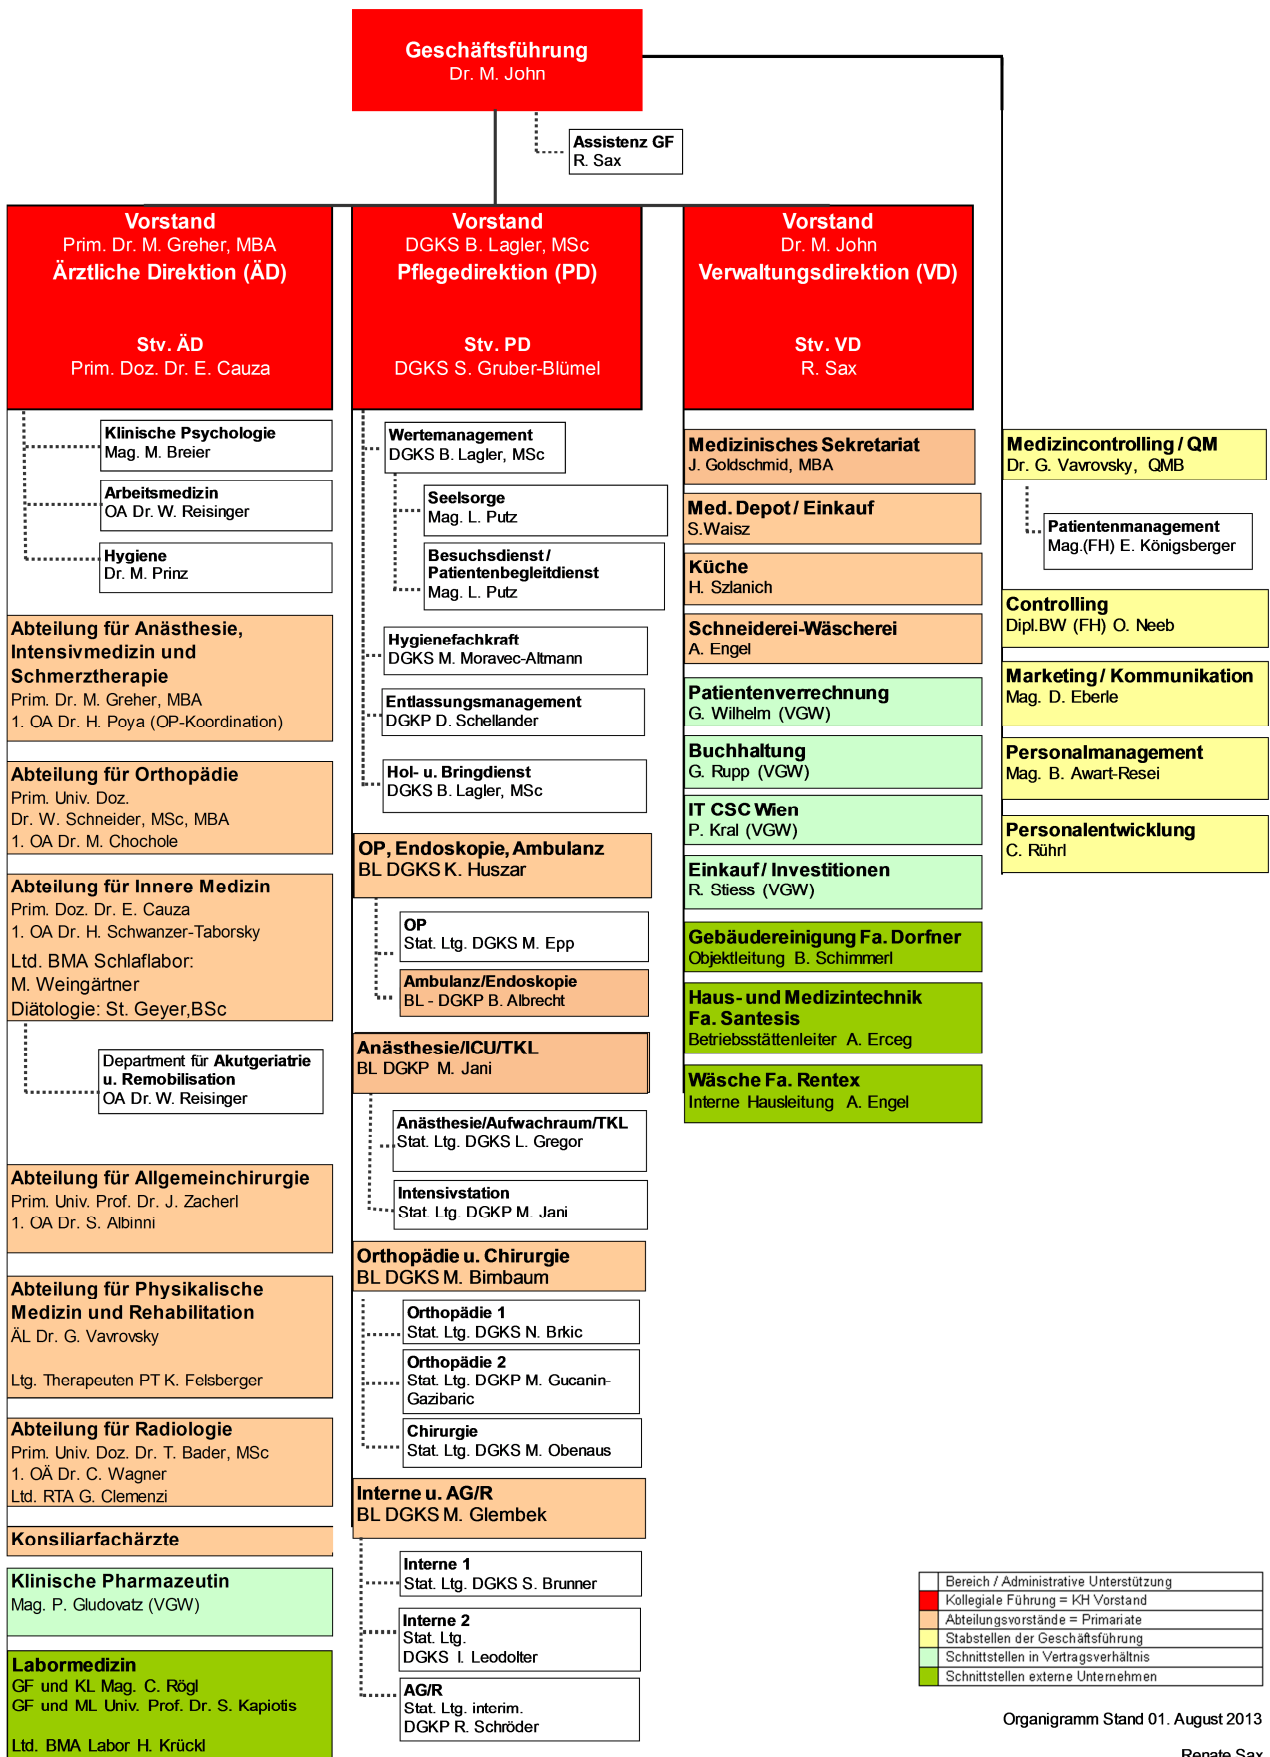 Geschäftsführung
Dr. M. John
Assistenz GF
R. Sax
Vorstand
Prim. Dr. M. Greher, MBA
Ärztliche Direktion (ÄD)
Stv. ÄD
Prim. Doz. Dr. E. Cauza
Vorstand
DGKS B. Lagler, MSc
Pflegedirektion (PD)
Stv. PD
DGKS S. Gruber-Blümel
Vorstand
Dr. M. John
Verwaltungsdirektion (VD)
Stv. VD
R. Sax
Klinische Psychologie
Mag. M. Breier
Arbeitsmedizin
OA Dr. W. Reisinger
Hygiene
Dr. M. Prinz
Abteilung für Anästhesie,
Intensivmedizin und
Schmerztherapie
Prim. Dr. M. Greher, MBA
1. OA Dr. H. Poya (OP-Koordination)
Abteilung für Orthopädie
Prim. Univ. Doz.
Dr. W. Schneider, MSc, MBA
1. OA Dr. M. Chochole
Abteilung für Innere Medizin
Prim. Doz. Dr. E. Cauza
1. OA Dr. H. Schwanzer-Taborsky
Ltd. BMA Schlaflabor:
M. Weingärtner
Diätologie: St. Geyer,BSc
Department für Akutgeriatrie
u. Remobilisation
OA Dr. W. Reisinger
Abteilung für Allgemeinchirurgie
Prim. Univ. Prof. Dr. J. Zacherl
1. OA Dr. S. Albinni
Abteilung für Physikalische
Medizin und Rehabilitation
ÄL Dr. G. Vavrovsky
Ltg. Therapeuten PT K. Felsberger
Abteilung für Radiologie
Prim. Univ. Doz. Dr. T. Bader, MSc
1. OÄ Dr. C. Wagner
Ltd. RTA G. Clemenzi
Konsiliarfachärzte
Klinische Pharmazeutin
Mag. P. Gludovatz (VGW)
Labormedizin
GF und KL Mag. C. Rögl
GF und ML Univ. Prof. Dr. S. Kapiotis
Ltd. BMA Labor H. Krückl
Wertemanagement
DGKS B. Lagler, MSc
Seelsorge
Mag. L. Putz
Besuchsdienst /
Patientenbegleitdienst
Mag. L. Putz
Hygienefachkraft
DGKS M. Moravec-Altmann
Entlassungsmanagement
DGKP D. Schellander
Hol- u. Bringdienst
DGKS B. Lagler, MSc
OP, Endoskopie, Ambulanz
BL DGKS K. Huszar
OP
Stat. Ltg. DGKS M. Epp
Ambulanz/Endoskopie
BL - DGKP B. Albrecht
Anästhesie/ICU/TKL
BL DGKP M. Jani
Anästhesie/Aufwachraum/TKL
Stat. Ltg. DGKS L. Gregor
Intensivstation
Stat. Ltg. DGKP M. Jani
Orthopädie u. Chirurgie
BL DGKS M. Birnbaum
Orthopädie 1
Stat. Ltg. DGKS N. Brkic
Orthopädie 2
Stat. Ltg. DGKP M. Gucanin-
Gazibaric
Chirurgie
Stat. Ltg. DGKS M. Obenaus
Interne u. AG/R
BL DGKS M. Glembek
Interne 1
Stat. Ltg. DGKS S. Brunner
Interne 2
Stat. Ltg.
DGKS I. Leodolter
AG/R
Stat. Ltg. interim.
DGKP R. Schröder
Medizinisches Sekretariat
J. Goldschmid, MBA
Med. Depot / Einkauf
S.Waisz
Küche
H. Szlanich
Schneiderei-Wäscherei
A. Engel
Patientenverrechnung
G. Wilhelm (VGW)
Buchhaltung
G. Rupp (VGW)
IT CSC Wien
P. Kral (VGW)
Einkauf / Investitionen
R. Stiess (VGW)
Gebäudereinigung Fa. Dorfner
Objektleitung B. Schimmerl
Haus- und Medizintechnik
Fa. Santesis
Betriebsstättenleiter A. Erceg
Wäsche Fa. Rentex
Interne Hausleitung A. Engel
Medizincontrolling / QM
Dr. G. Vavrovsky, QMB
Patientenmanagement
Mag.(FH) E. Königsberger
Controlling
Dipl.BW (FH) O. Neeb
Marketing / Kommunikation
Mag. D. Eberle
Personalmanagement
Mag. B. Awart-Resei
Personalentwicklung
C. Rührl
Bereich / Administrative Unterstützung
Kollegiale Führung = KH Vorstand
Abteilungsvorstände = Primariate
Stabstellen der Geschäftsführung
Schnittstellen in Vertragsverhältnis
Schnittstellen externe Unternehmen
Organigramm Stand 01. August 2013
Renate Sax